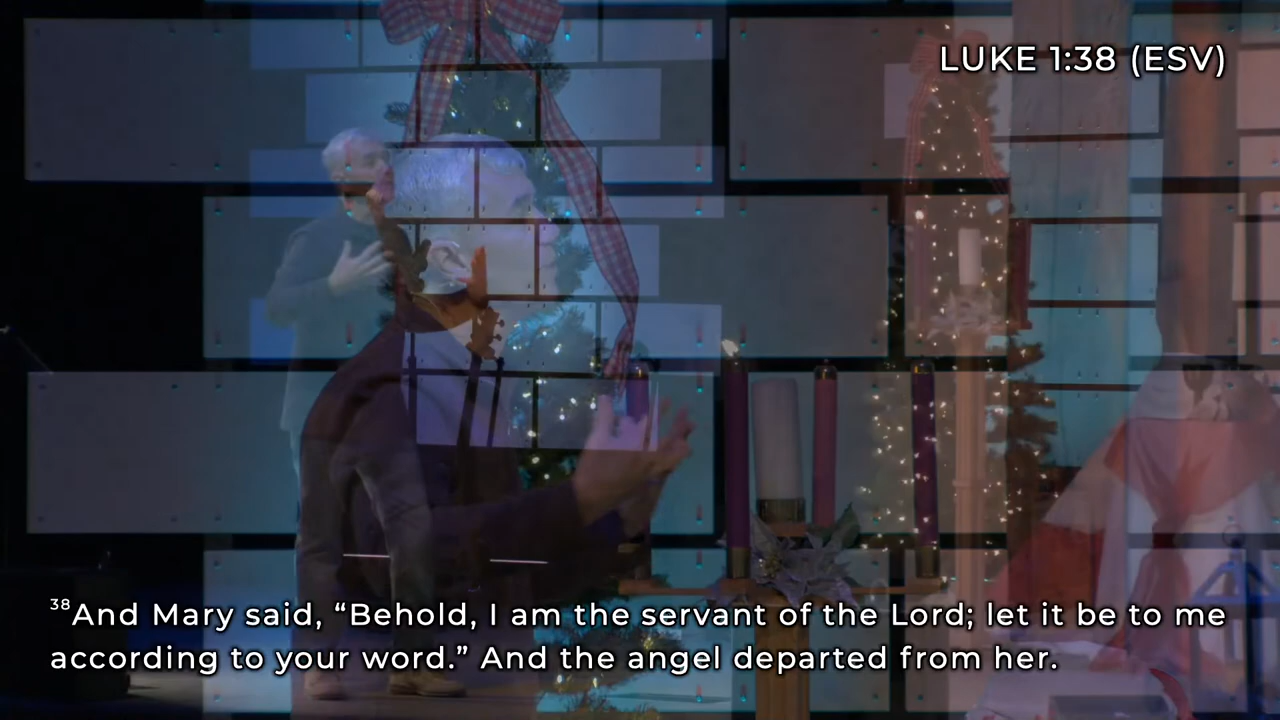 LUKE 1:38 (ESV)
³⁸And Mary said, “Behold, I am the servant of the Lord; let it be to me
according to your word.” And the angel departed from her.